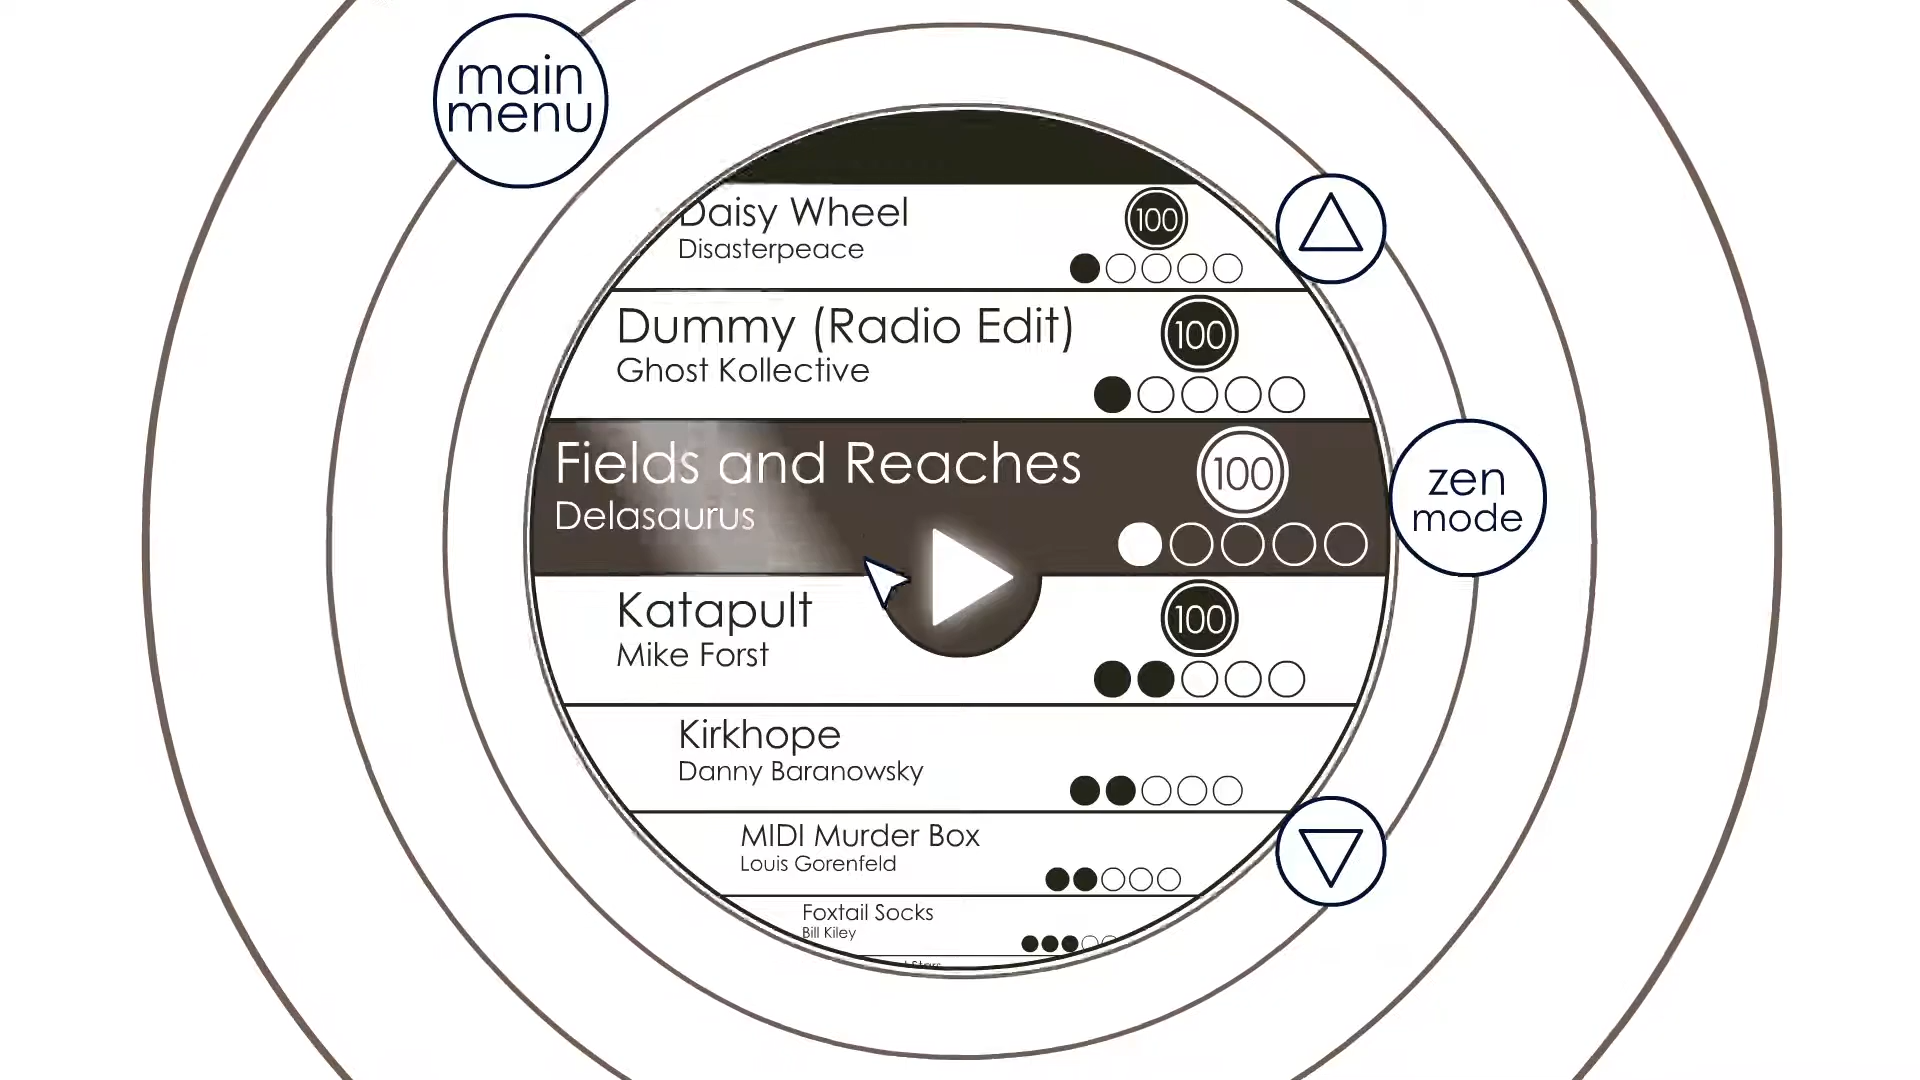 main
menu
Daisy Wheel
100
Disasterpeace
Dummy (Radio Edit)
100
Ghost Kollective
Fields and Reaches
100
Delasaurus
zen
mode
Katapult
100
Mike Forst
Kirkhope
Danny Baranowsky
MIDI Murder Box
Louis Gorenfeld
Foxtail Socks
Bill Kiley